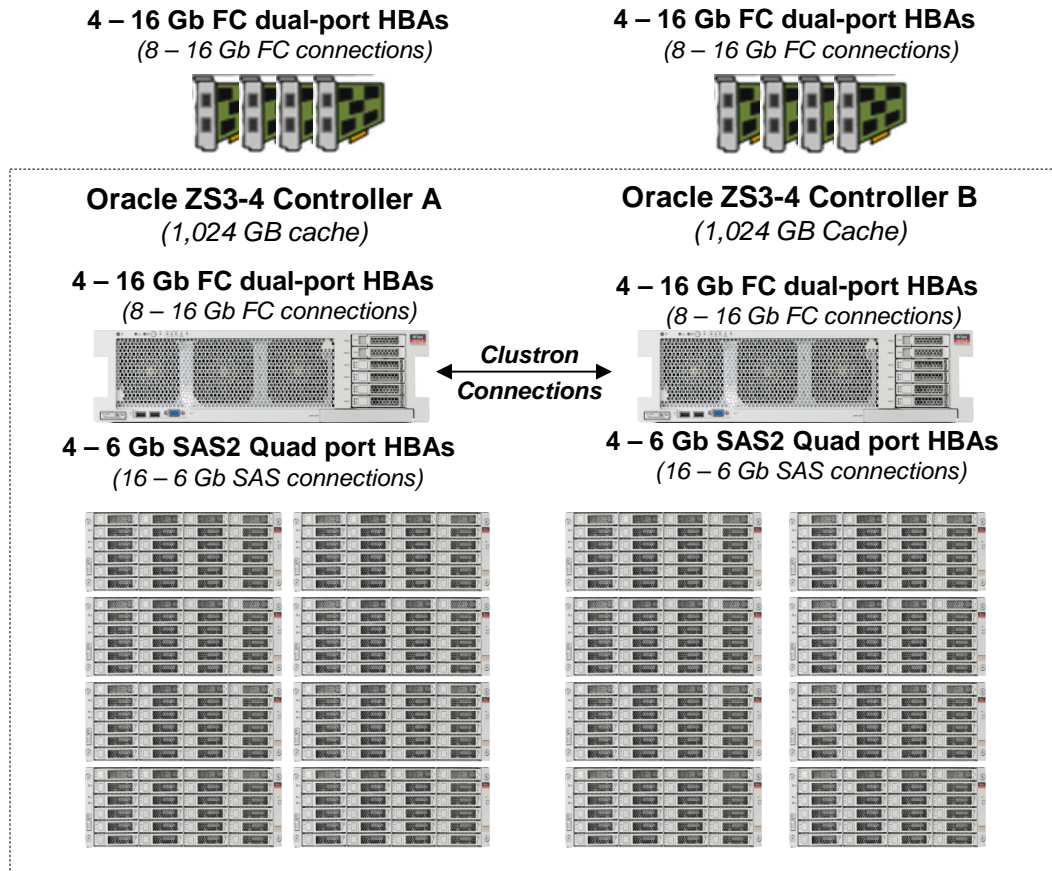 4 – 16 Gb FC dual-port HBAs
(8 – 16 Gb FC connections)
4 – 16 Gb FC dual-port HBAs
(8 – 16 Gb FC connections)
Oracle ZS3-4 Controller A
(1,024 GB cache)
Oracle ZS3-4 Controller B
(1,024 GB Cache)
4 – 16 Gb FC dual-port HBAs
(8 – 16 Gb FC connections)
4 – 16 Gb FC dual-port HBAs
(8 – 16 Gb FC connections)
Clustron
Connections
4 – 6 Gb SAS2 Quad port HBAs
(16 – 6 Gb SAS connections)
4 – 6 Gb SAS2 Quad port HBAs
(16 – 6 Gb SAS connections)